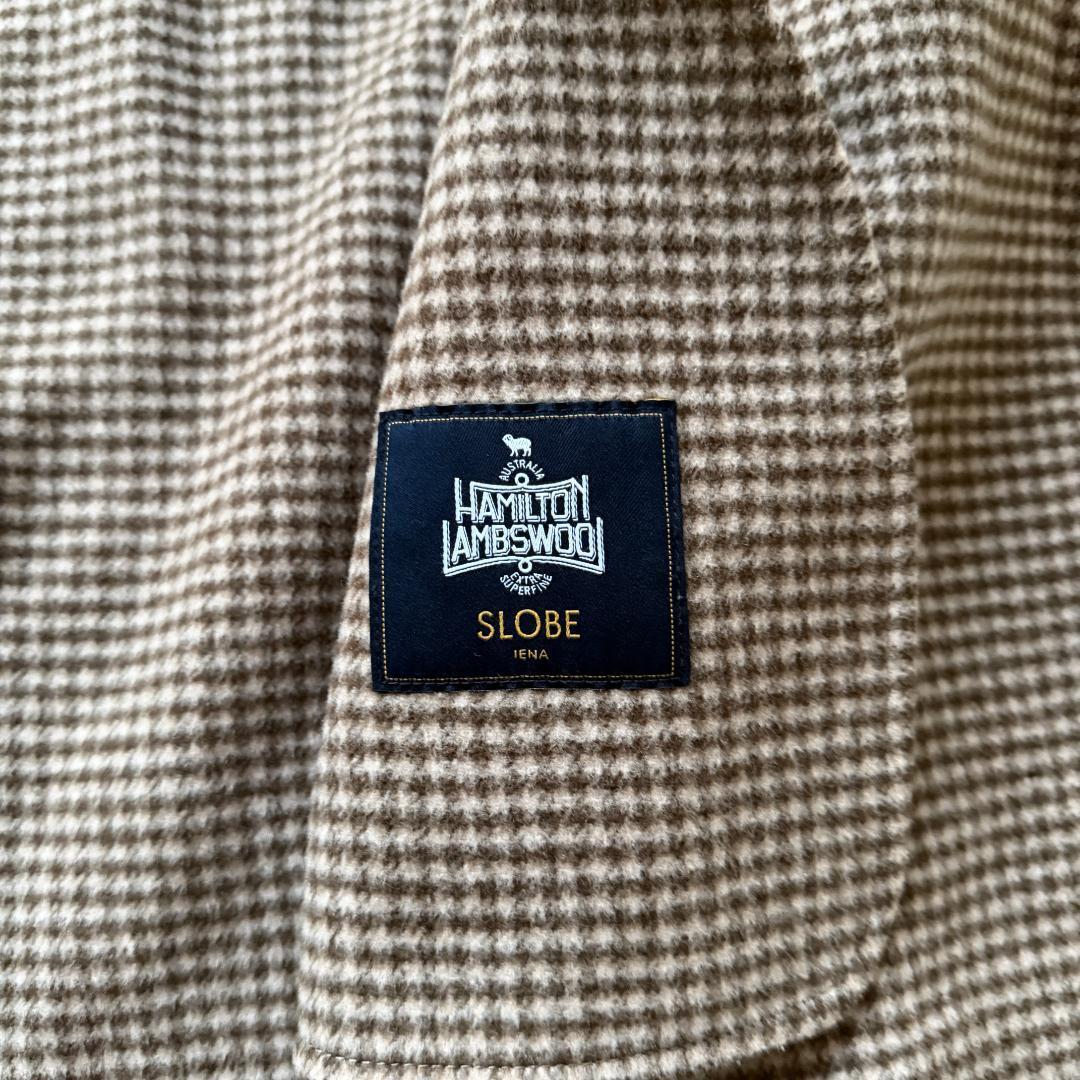 AUSTRALIA
HAMILTON
LAMBSWOOL
EXTRA
SUPERFINE
SLOBE
IENA